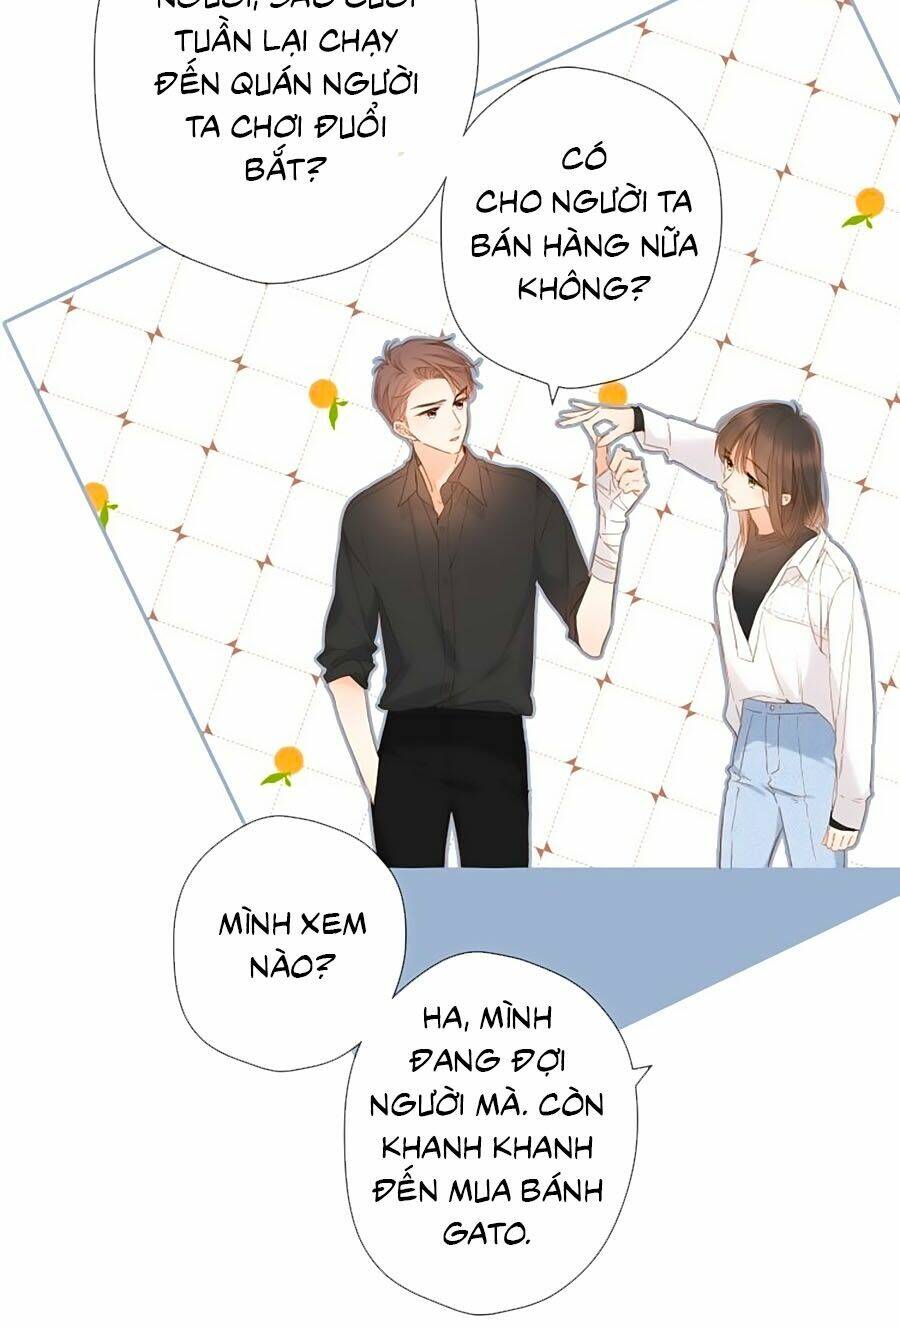 TUẦN LẠI CHẠY
ĐẾN QUÁN NGƯỜI
TA CHƠI ĐUỔI
BẮT?
CÓ
CHO NGƯỜI TA
BÁN HÀNG NỮA
KHÔNG?
MÌNH XEM
NÀO?
HA, MÌNH
ĐANG ĐỢI
NGƯỜI MÀ. CÒN
KHANH KHANH
ĐẾN MUA BÁNH
GATO.